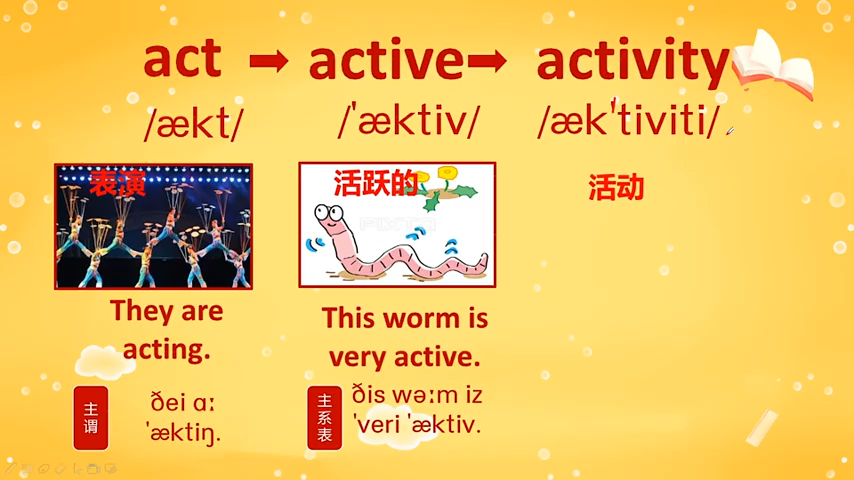 act ➡ active ➡ activity
/ækt/ /ˈæktiv/ /ækˈtiviti/
表演 活跃的 活动
They are
acting.
This worm is
very active.
主谓
ðei ɑː
ˈæktiŋ.
主系表
ðis wəːm iz
ˈveri ˈæktiv.